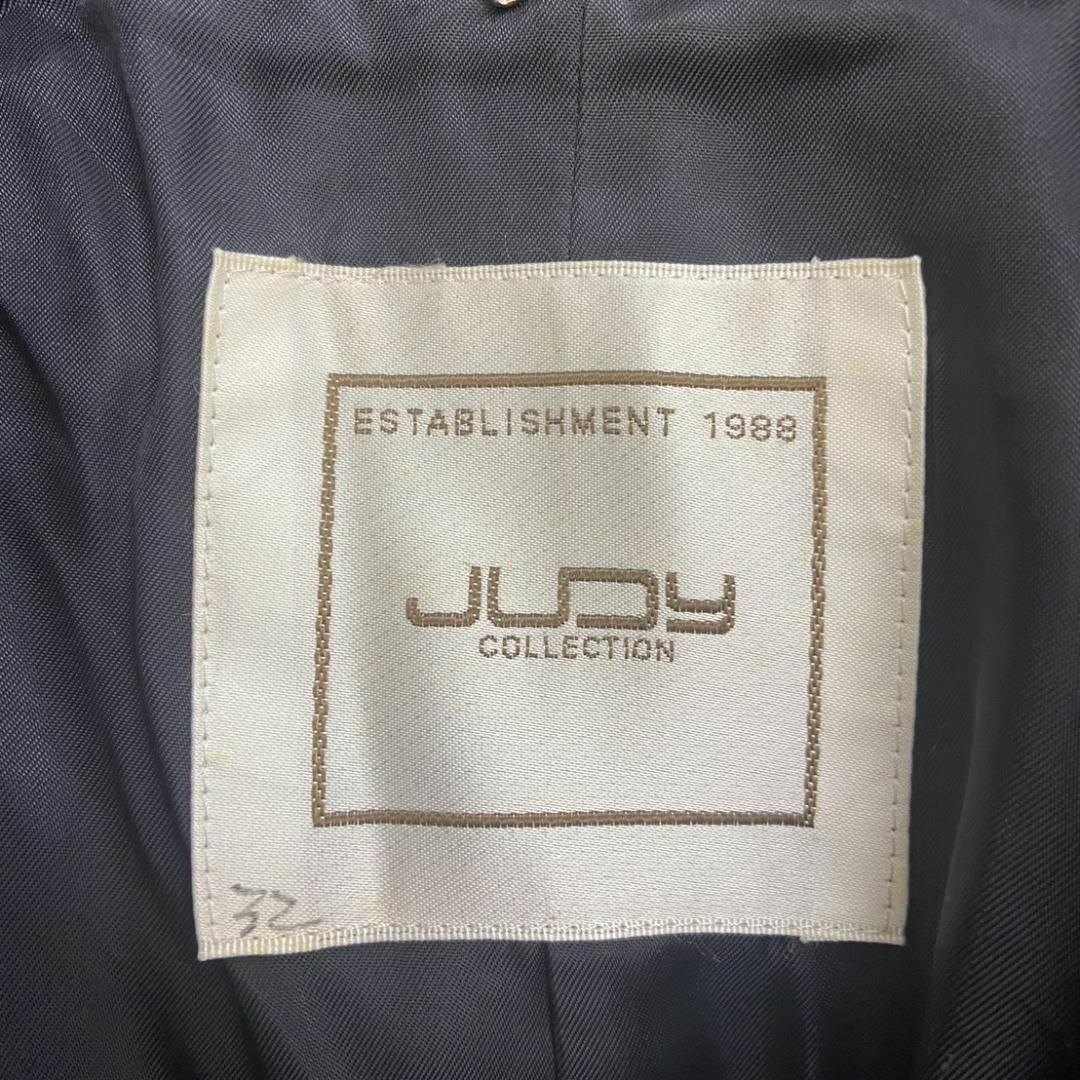 ESTABLISHMENT 1988
JUDY
COLLECTION
32